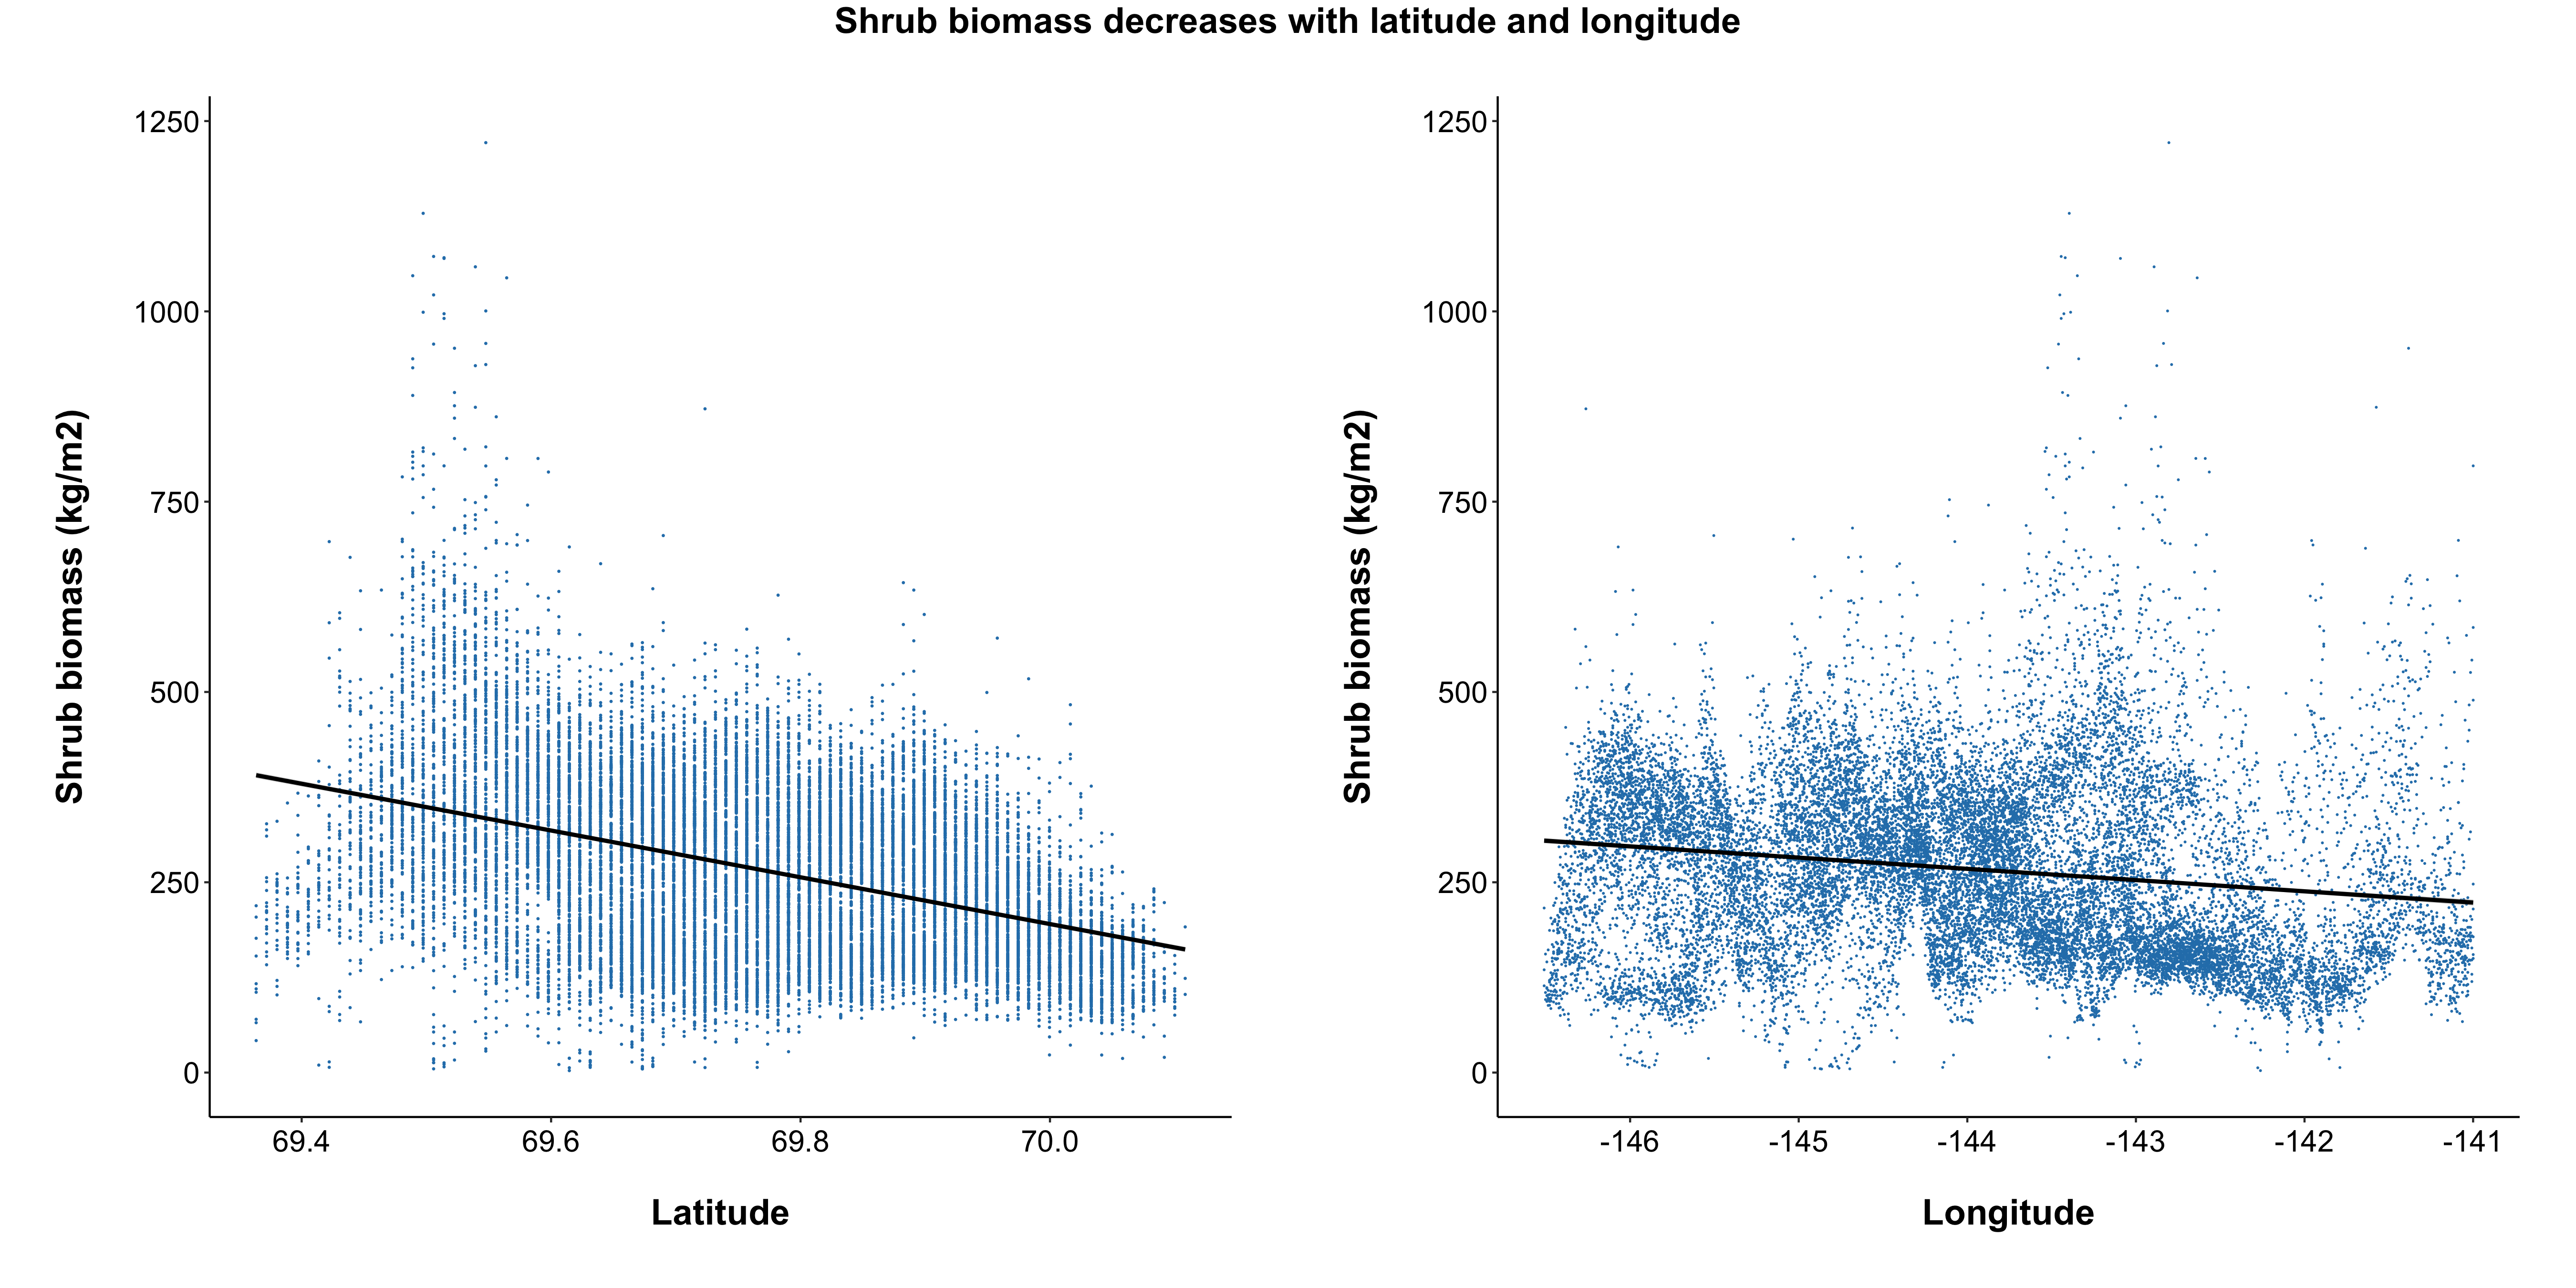 Shrub biomass decreases with latitude and longitude
Shrub biomass (kg/m2)
1250
1000
750
500
250
0
69.4 69.6 69.8 70.0
Latitude
Shrub biomass (kg/m2)
1250
1000
750
500
250
0
-146 -145 -144 -143 -142 -141
Longitude